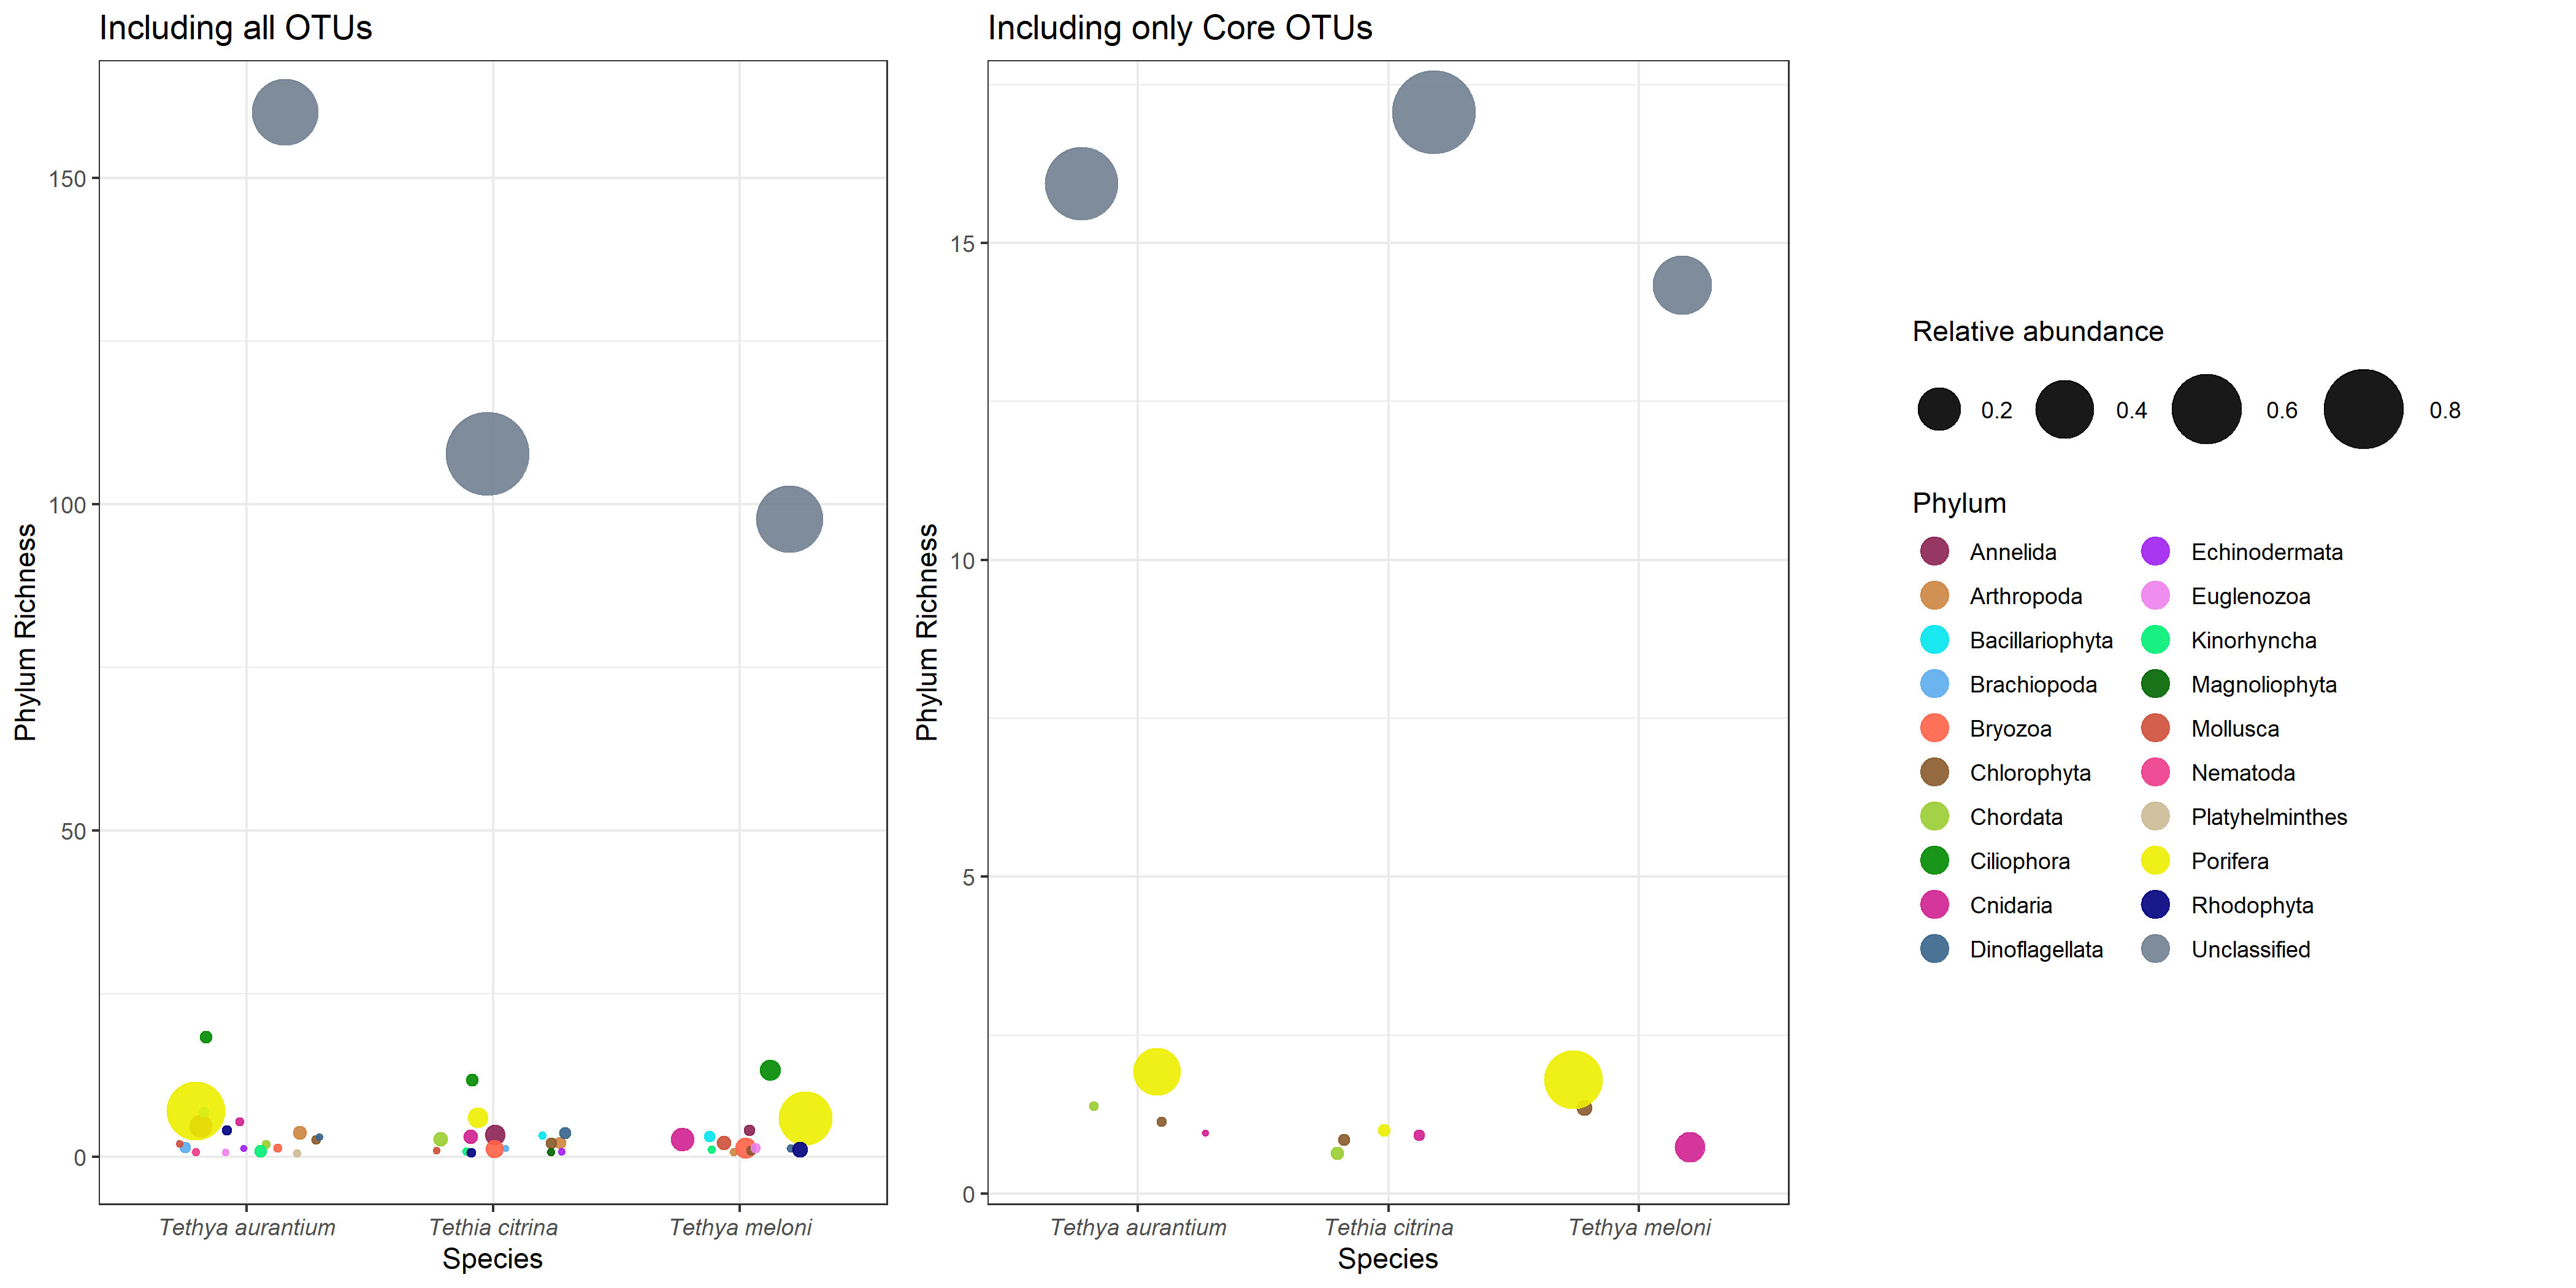 Including all OTUs
Phylum Richness
150
100
50
0
Tethya aurantium Tethia citrina Tethya meloni
Species
Including only Core OTUs
Phylum Richness
15
10
5
0
Tethya aurantium Tethia citrina Tethya meloni
Species
Relative abundance
0.2 0.4 0.6 0.8
Phylum
Annelida Echinodermata
Arthropoda Euglenozoa
Bacillariophyta Kinorhyncha
Brachiopoda Magnoliophyta
Bryozoa Mollusca
Chlorophyta Nematoda
Chordata Platyhelminthes
Ciliophora Porifera
Cnidaria Rhodophyta
Dinoflagellata Unclassified